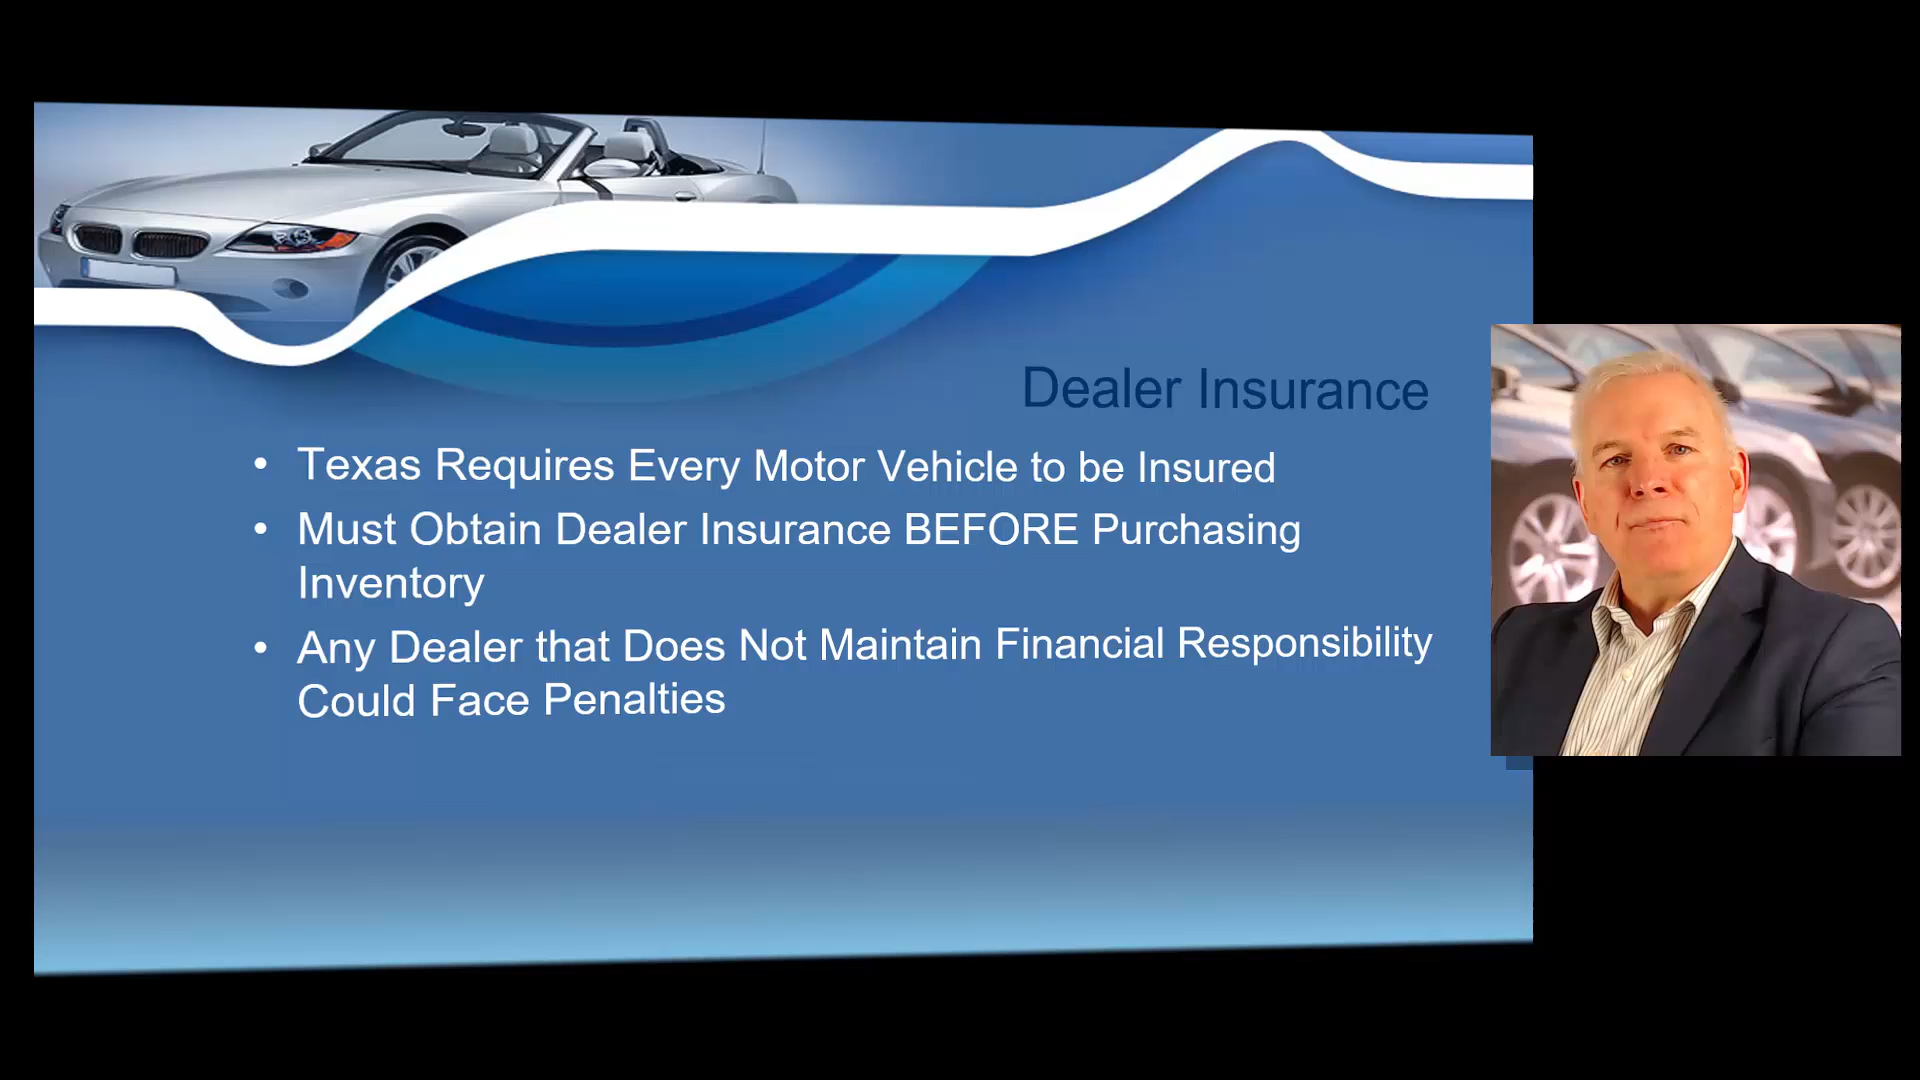 Dealer Insurance
• Texas Requires Every Motor Vehicle to be Insured
• Must Obtain Dealer Insurance BEFORE Purchasing
Inventory
• Any Dealer that Does Not Maintain Financial Responsibility
Could Face Penalties